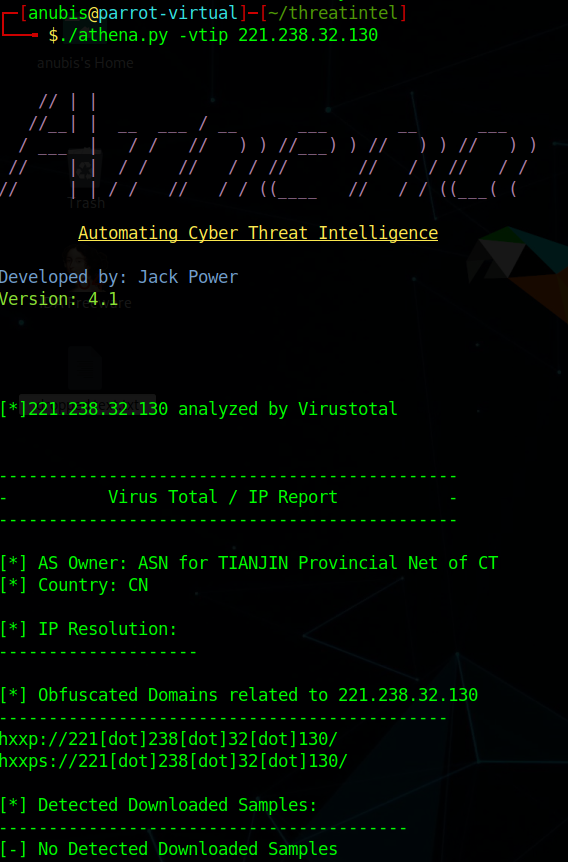 [anubis@parrot-virtual]─[~/threatintel]
$./athena.py -vtip 221.238.32.130
anubis's Home
Athena
Trash
Automating Cyber Threat Intelligence
Developed by: Jack Power
Version: 4.1
[*]221.238.32.130 analyzed by Virustotal
------------------------------------------------
- Virus Total / IP Report -
------------------------------------------------
[*] AS Owner: ASN for TIANJIN Provincial Net of CT
[*] Country: CN
[*] IP Resolution:
--------------------
[*] Obfuscated Domains related to 221.238.32.130
---------------------------------------------
hxxp://221[dot]238[dot]32[dot]130/
hxxps://221[dot]238[dot]32[dot]130/
[*] Detected Downloaded Samples:
-----------------------------------------
[-] No Detected Downloaded Samples